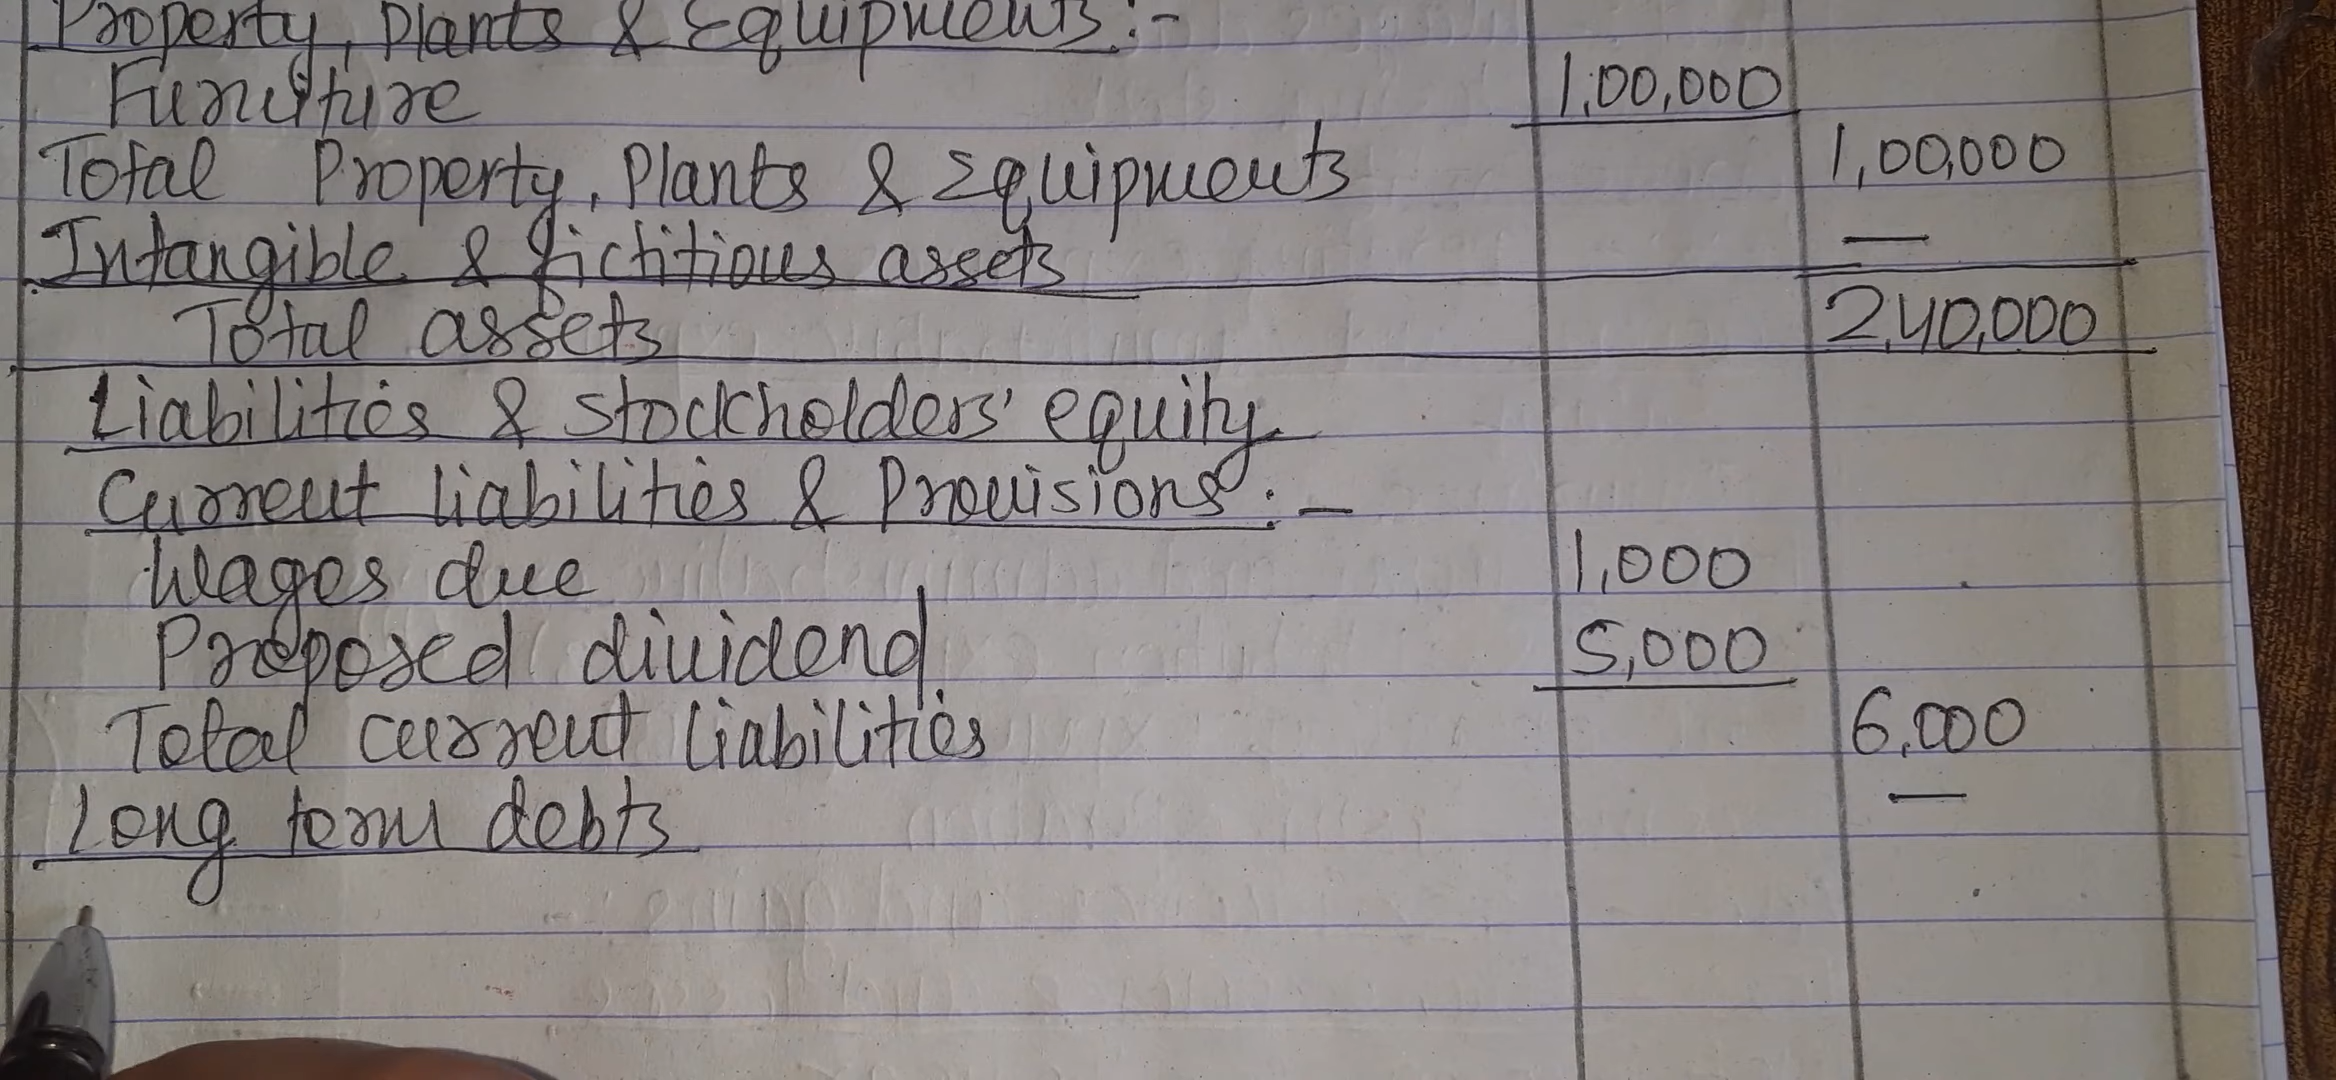 Property, Plants & Equipments:-
Furniture 1,00,000
Total Property, Plants & Equipments 1,00,000
Intangible & fictitious assets —
Total assets 2,40,000
Liabilities & stockholders' equity
Current liabilities & Provisions:-
Wages due 1,000
Proposed dividend 5,000
Total current liabilities 6,000
Long term debts —